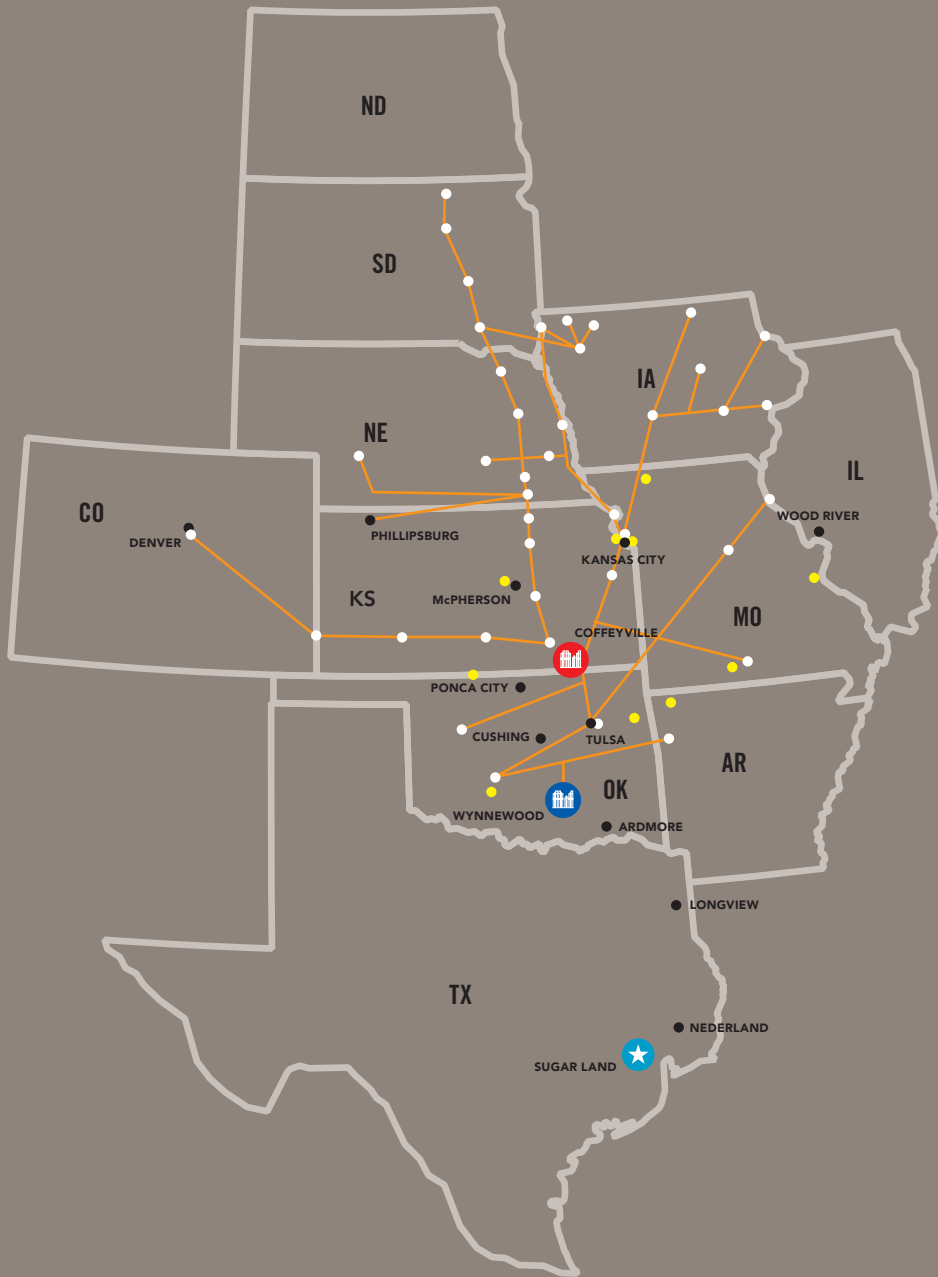 ND
SD
IA
NE
IL
CO
WOOD RIVER
PHILLIPSBURG
DENVER
KANSAS CITY
KS
McPHERSON
MO
COFFEYVILLE
PONCA CITY
CUSHING
TULSA
AR
OK
WYNNEWOOD
ARDMORE
LONGVIEW
TX
NEDERLAND
SUGAR LAND